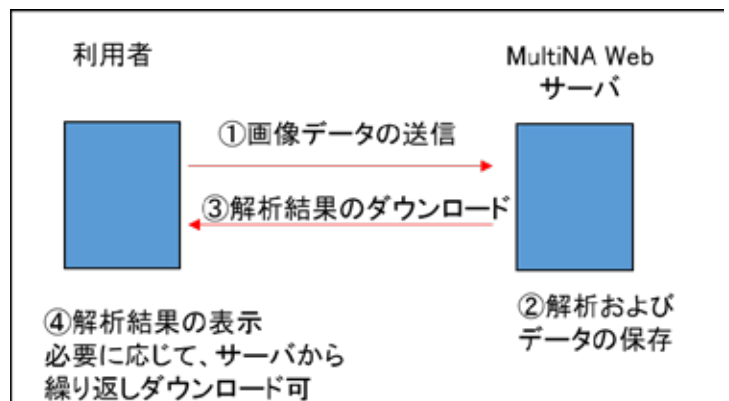 利用者
MultiNA Web
サーバ
①画像データの送信
③解析結果のダウンロード
②解析および
データの保存
④解析結果の表示
必要に応じて、サーバから
繰り返しダウンロード可